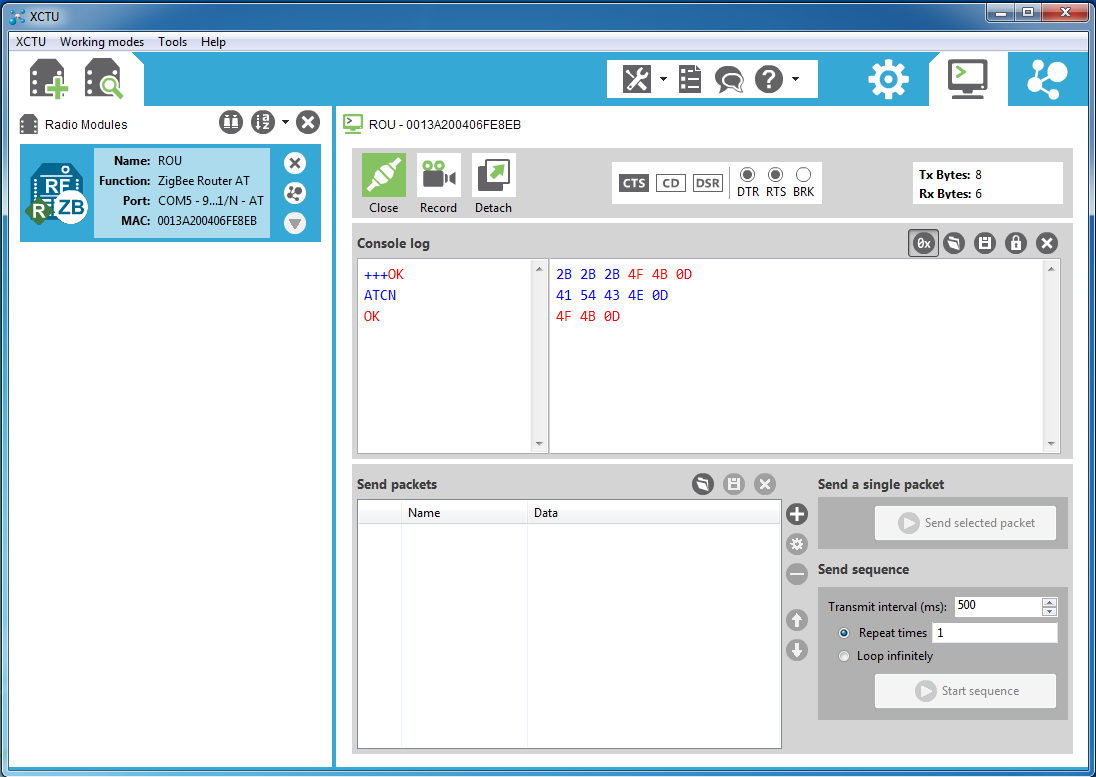 XCTU
XCTU Working modes Tools Help
Radio Modules
ROU - 0013A200406FE8EB
RF
R
ZB
Name: ROU
Function: ZigBee Router AT
Port: COM5 - 9...1/N - AT
MAC: 0013A200406FE8EB
Close Record Detach
CTS CD DSR DTR RTS BRK
Tx Bytes: 8
Rx Bytes: 6
Console log
0x
+++OK 2B 2B 2B 4F 4B 0D
ATCN 41 54 43 4E 0D
OK 4F 4B 0D
Send packets
Name Data
Send a single packet
Send selected packet
Send sequence
Transmit interval (ms): 500
Repeat times 1
Loop infinitely
Start sequence